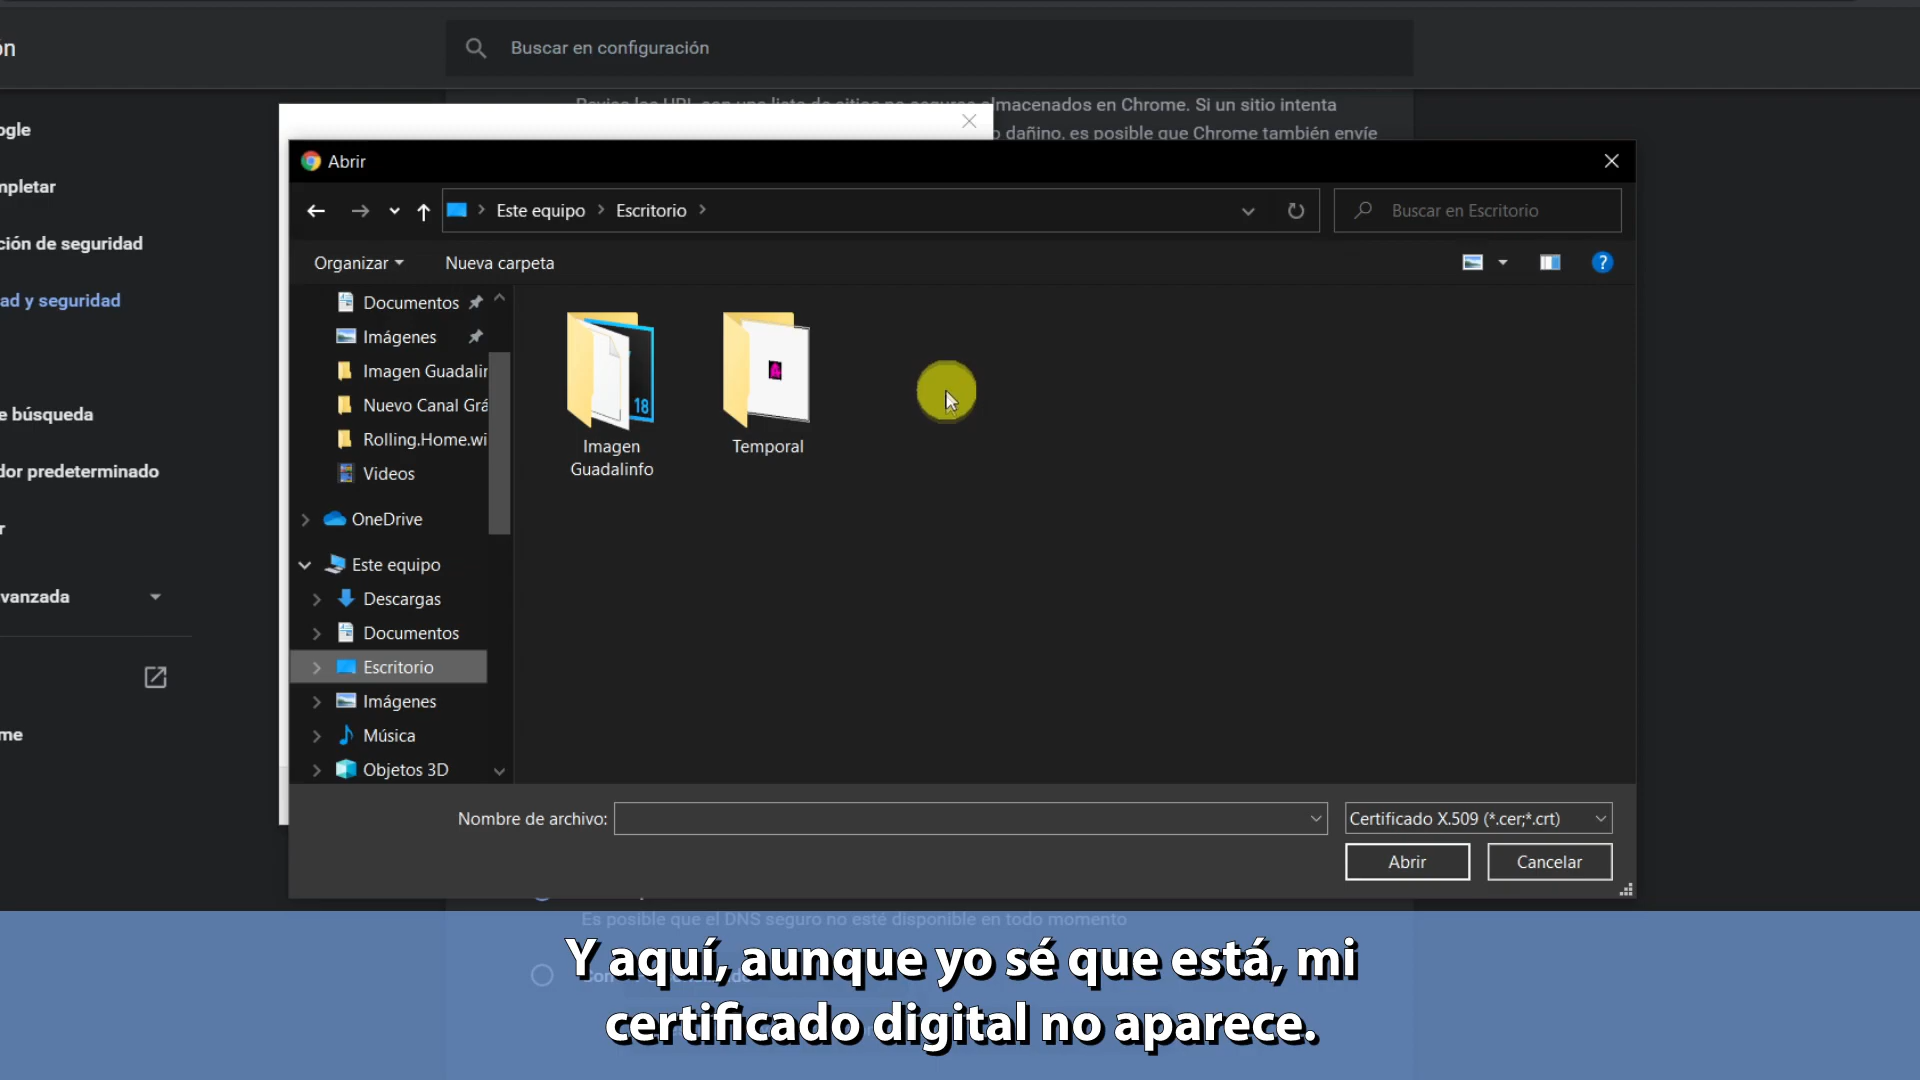 ón
Buscar en configuración
almacenados en Chrome. Si un sitio intenta
o dañino, es posible que Chrome también envíe
ogle
mpletar
ción de seguridad
ad y seguridad
e búsqueda
dor predeterminado
r
vanzada
me
Abrir
Este equipo
Escritorio
Buscar en Escritorio
Organizar
Nueva carpeta
Documentos
Imágenes
Imagen Guadalin
Nuevo Canal Grá
Rolling.Home.wi
Videos
OneDrive
Este equipo
Descargas
Documentos
Escritorio
Imágenes
Música
Objetos 3D
18
Imagen
Guadalinfo
Temporal
Nombre de archivo:
Certificado X.509 (*.cer;*.crt)
Abrir
Cancelar
Es posible que el DNS seguro no esté disponible en todo momento
Y aquí, aunque yo sé que está, mi
certificado digital no aparece.